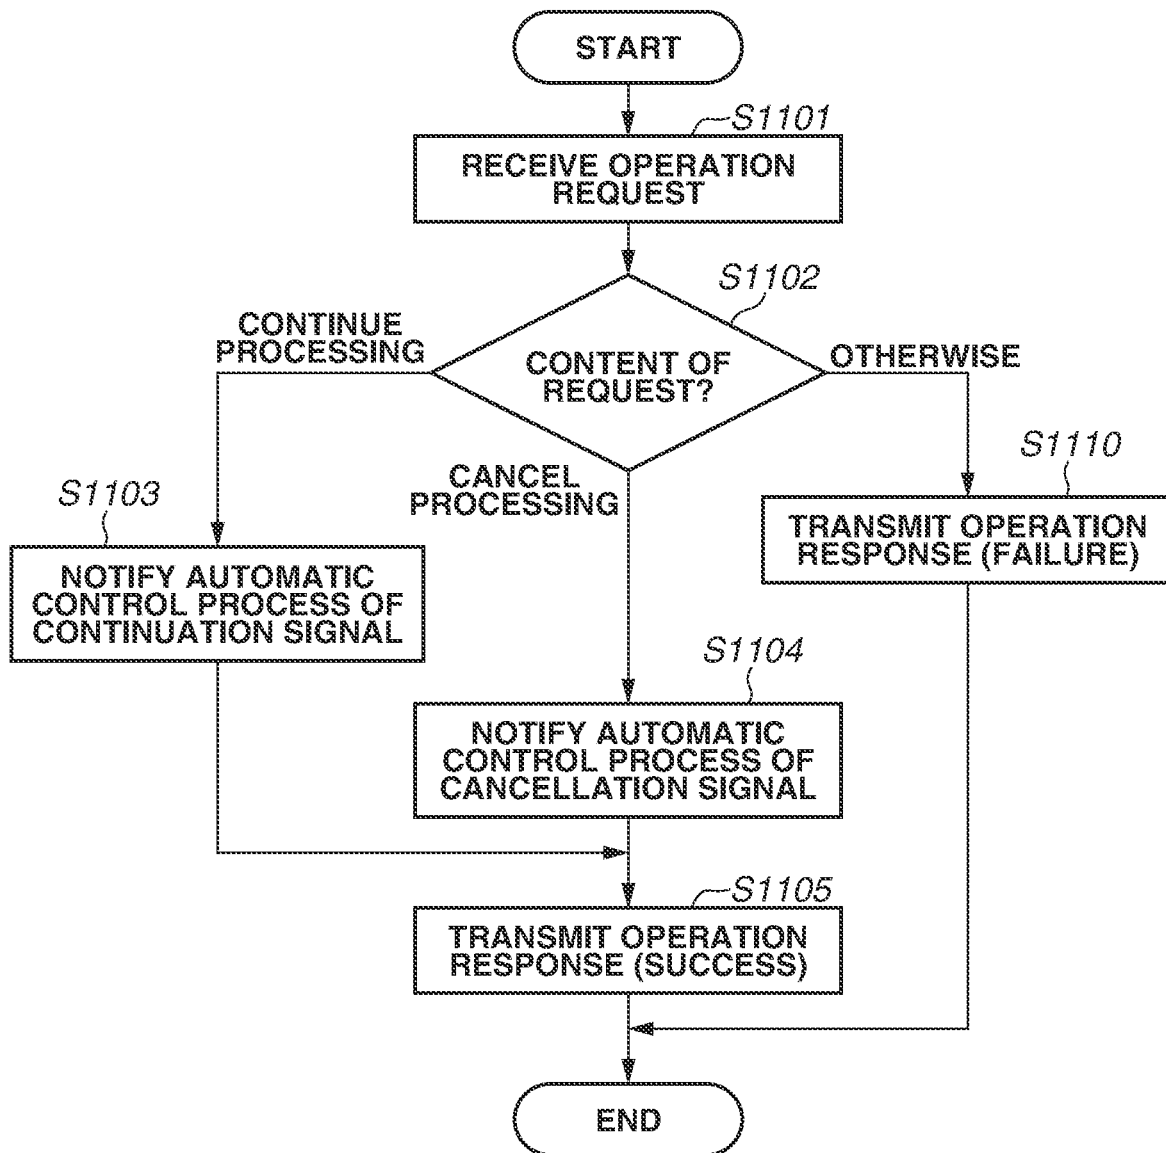 START
S1101
RECEIVE OPERATION
REQUEST
S1102
CONTINUE
PROCESSING
CONTENT OF
REQUEST?
OTHERWISE
CANCEL
PROCESSING
S1110
TRANSMIT OPERATION
RESPONSE (FAILURE)
S1103
NOTIFY AUTOMATIC
CONTROL PROCESS OF
CONTINUATION SIGNAL
S1104
NOTIFY AUTOMATIC
CONTROL PROCESS OF
CANCELLATION SIGNAL
S1105
TRANSMIT OPERATION
RESPONSE (SUCCESS)
END